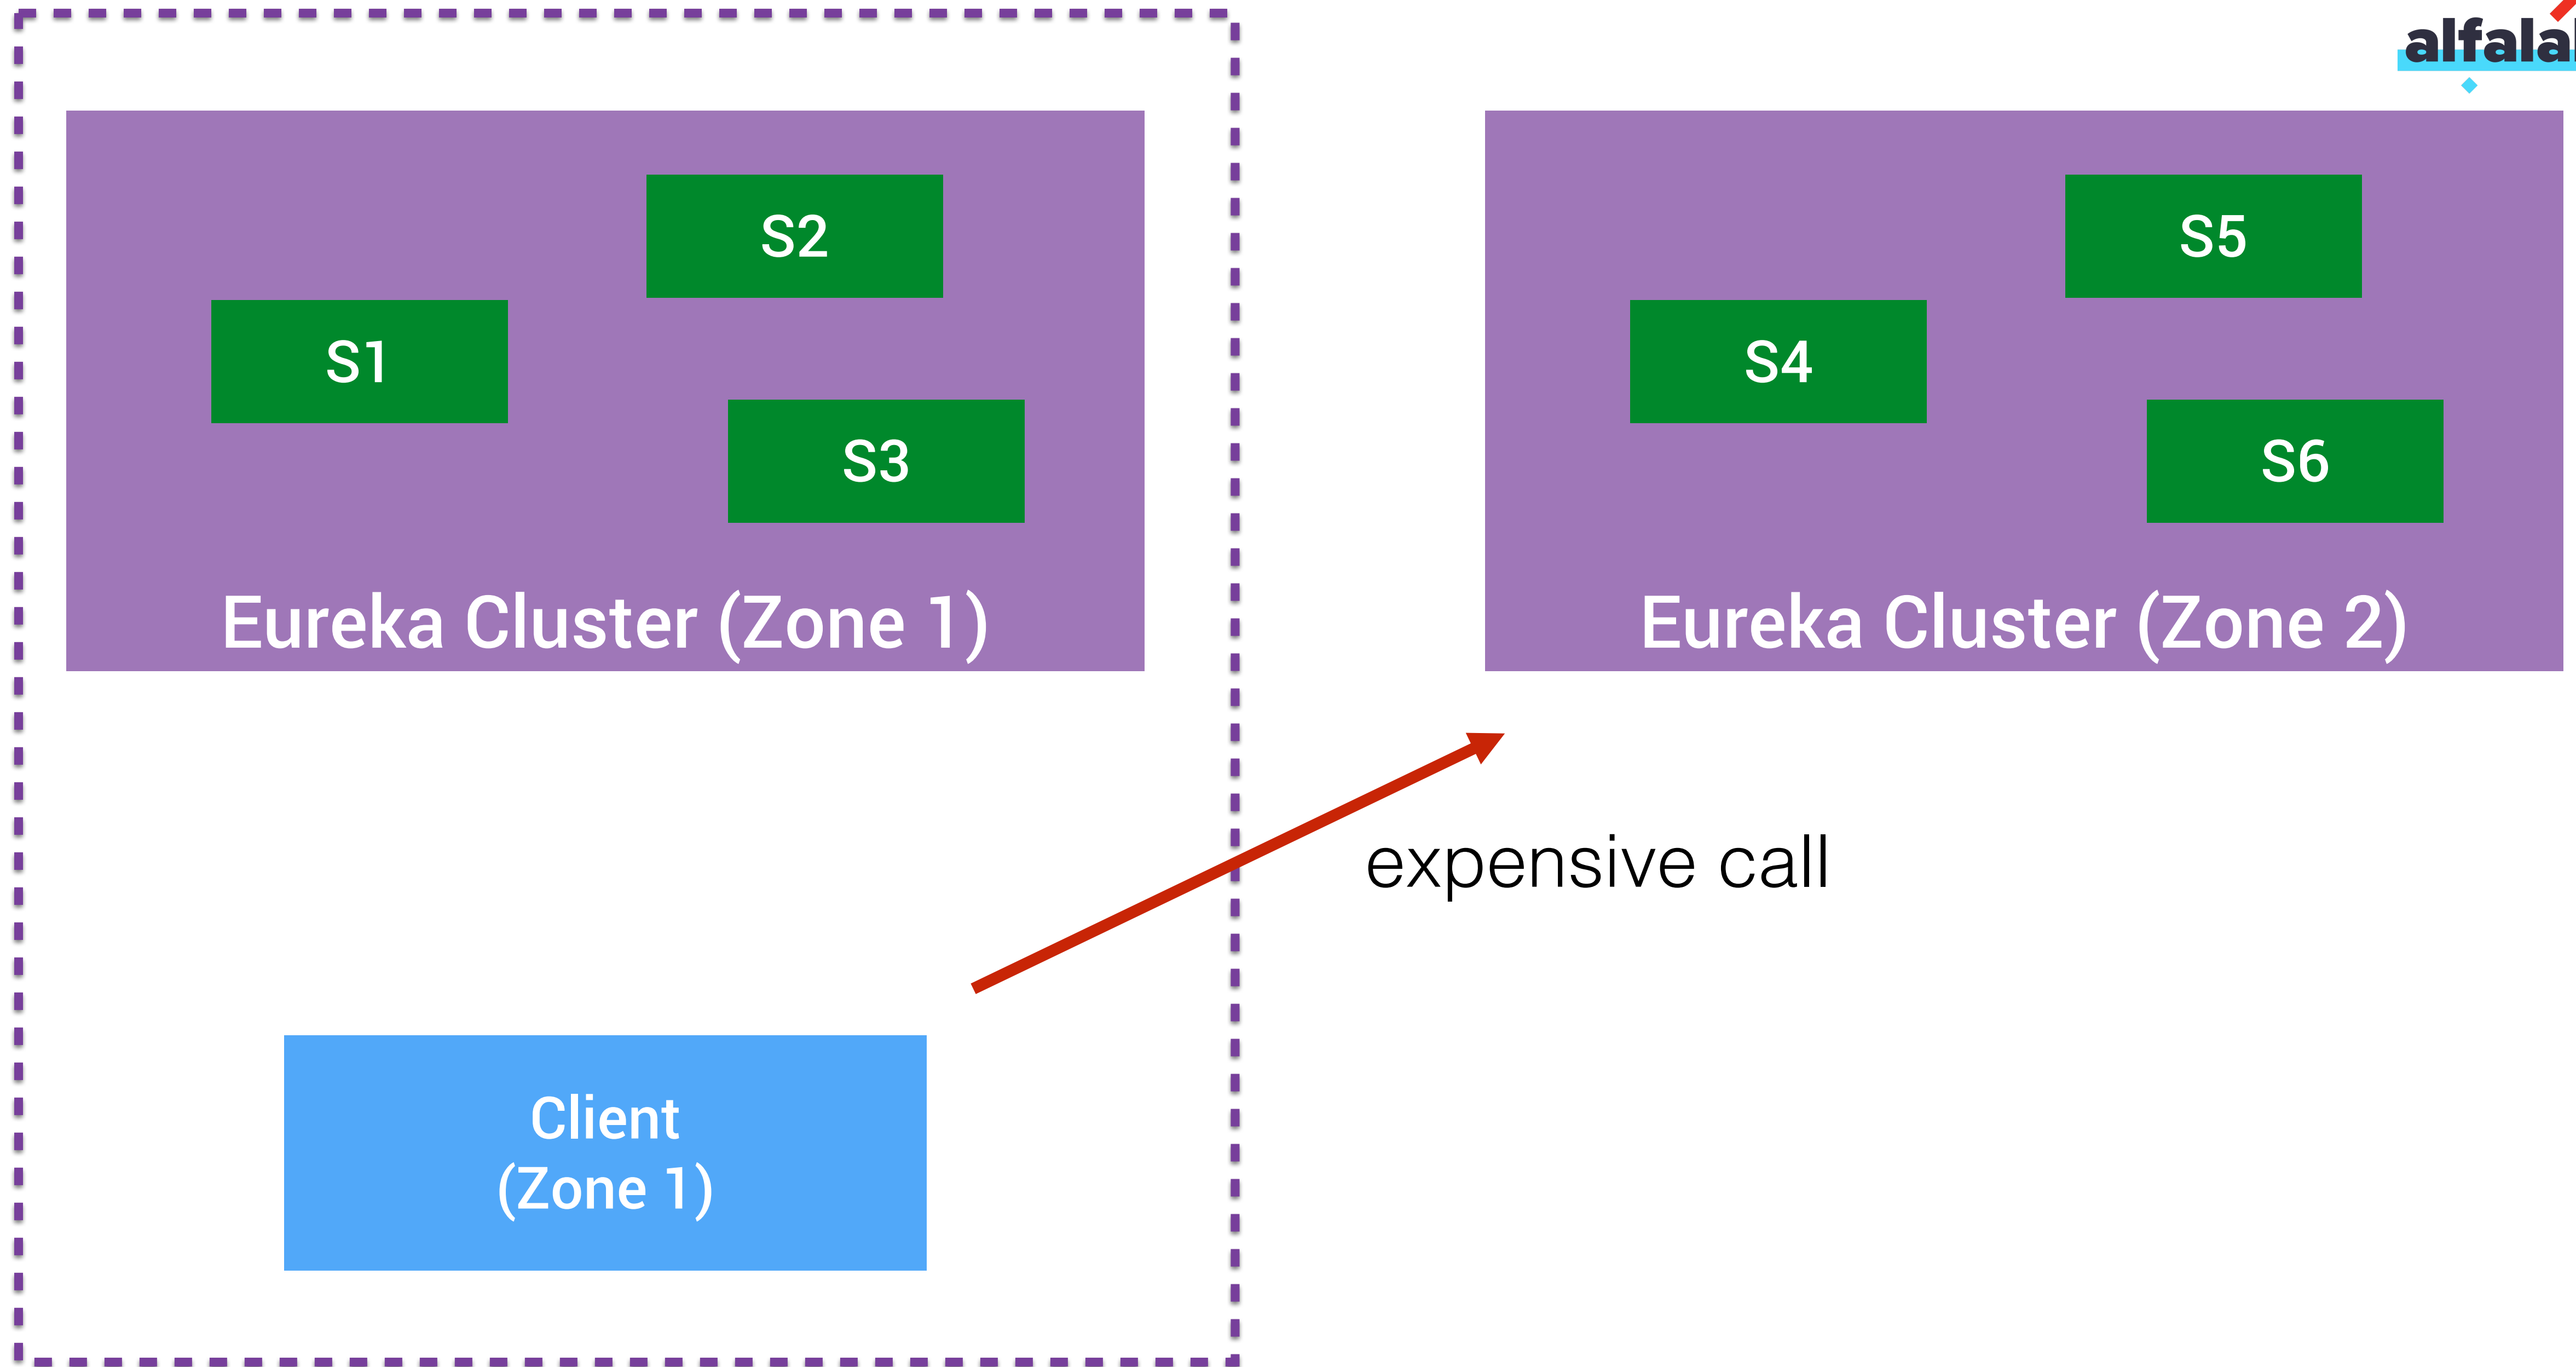 S2
S5
S1
S4
S3
S6
Eureka Cluster (Zone 1)
Eureka Cluster (Zone 2)
expensive call
Client
(Zone 1)